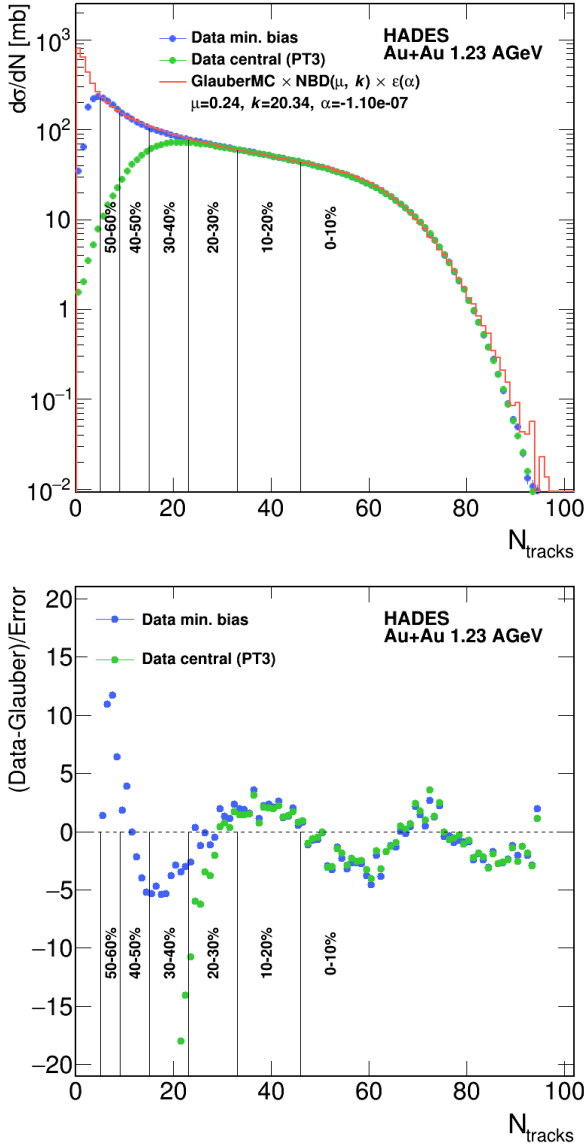 dσ/dN [mb]
10³
10²
10
1
10⁻¹
10⁻²
HADES
Au+Au 1.23 AGeV
Data min. bias
Data central (PT3)
GlauberMC × NBD(μ, k) × ε(α)
μ=0.24, k=20.34, α=-1.10e-07
50-60%
40-50%
30-40%
20-30%
10-20%
0-10%
0 20 40 60 80 100
Ntracks
(Data-Glauber)/Error
20
15
10
5
0
−5
−10
−15
−20
HADES
Au+Au 1.23 AGeV
Data min. bias
Data central (PT3)
50-60%
40-50%
30-40%
20-30%
10-20%
0-10%
0 20 40 60 80 100
Ntracks